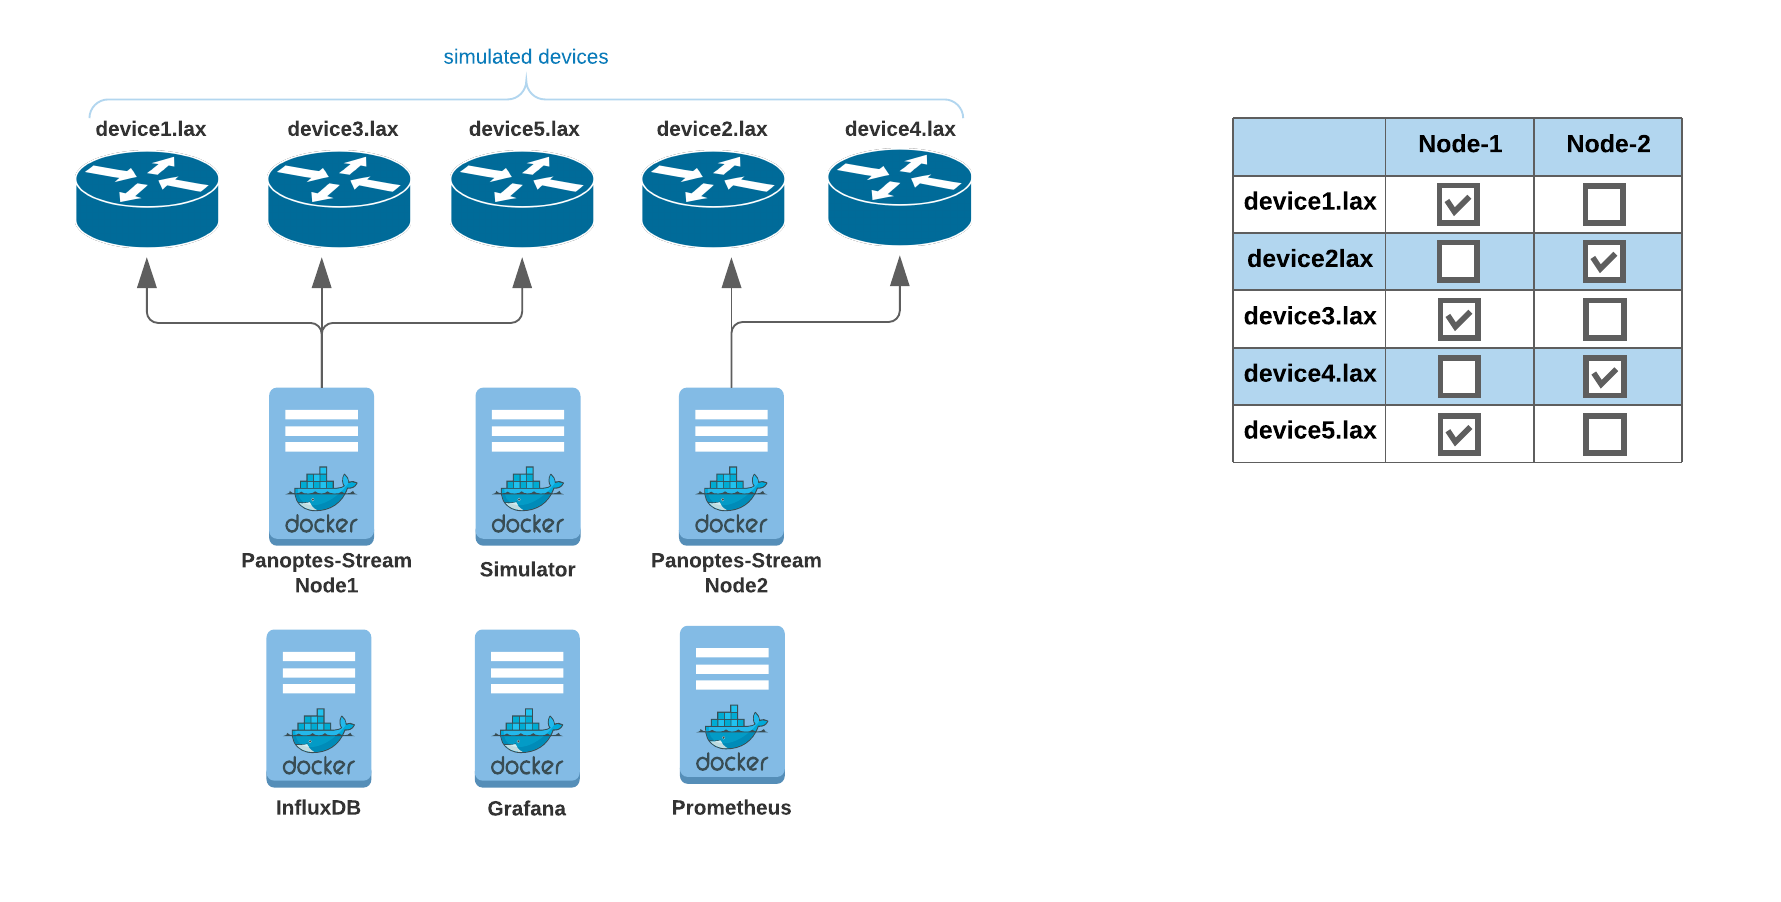 simulated devices
device1.lax
device3.lax
device5.lax
device2.lax
device4.lax
docker
docker
docker
Panoptes-Stream
Node1
Simulator
Panoptes-Stream
Node2
docker
docker
docker
InfluxDB
Grafana
Prometheus
Node-1
Node-2
device1.lax
device2lax
device3.lax
device4.lax
device5.lax